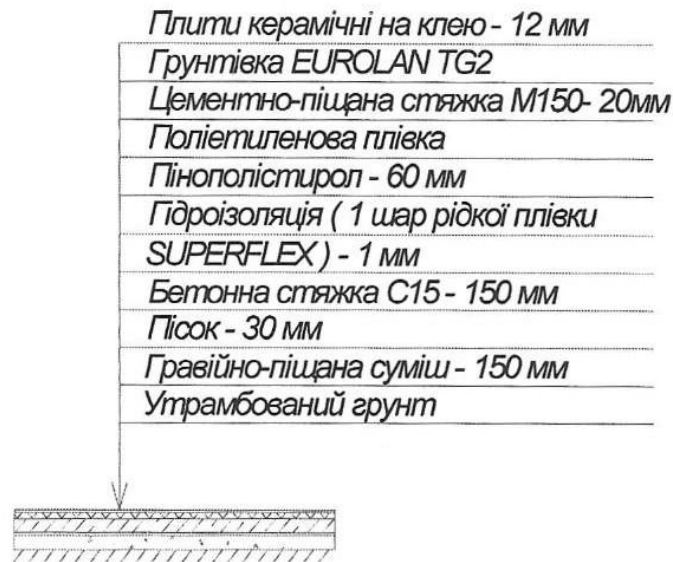 Плити керамічні на клею - 12 мм
Грунтівка EUROLAN TG2
Цементно-піщана стяжка М150- 20мм
Поліетиленова плівка
Пінополістирол - 60 мм
Гідроізоляція ( 1 шар рідкої плівки
SUPERFLEX ) - 1 мм
Бетонна стяжка С15 - 150 мм
Пісок - 30 мм
Гравійно-піщана суміш - 150 мм
Утрамбований грунт